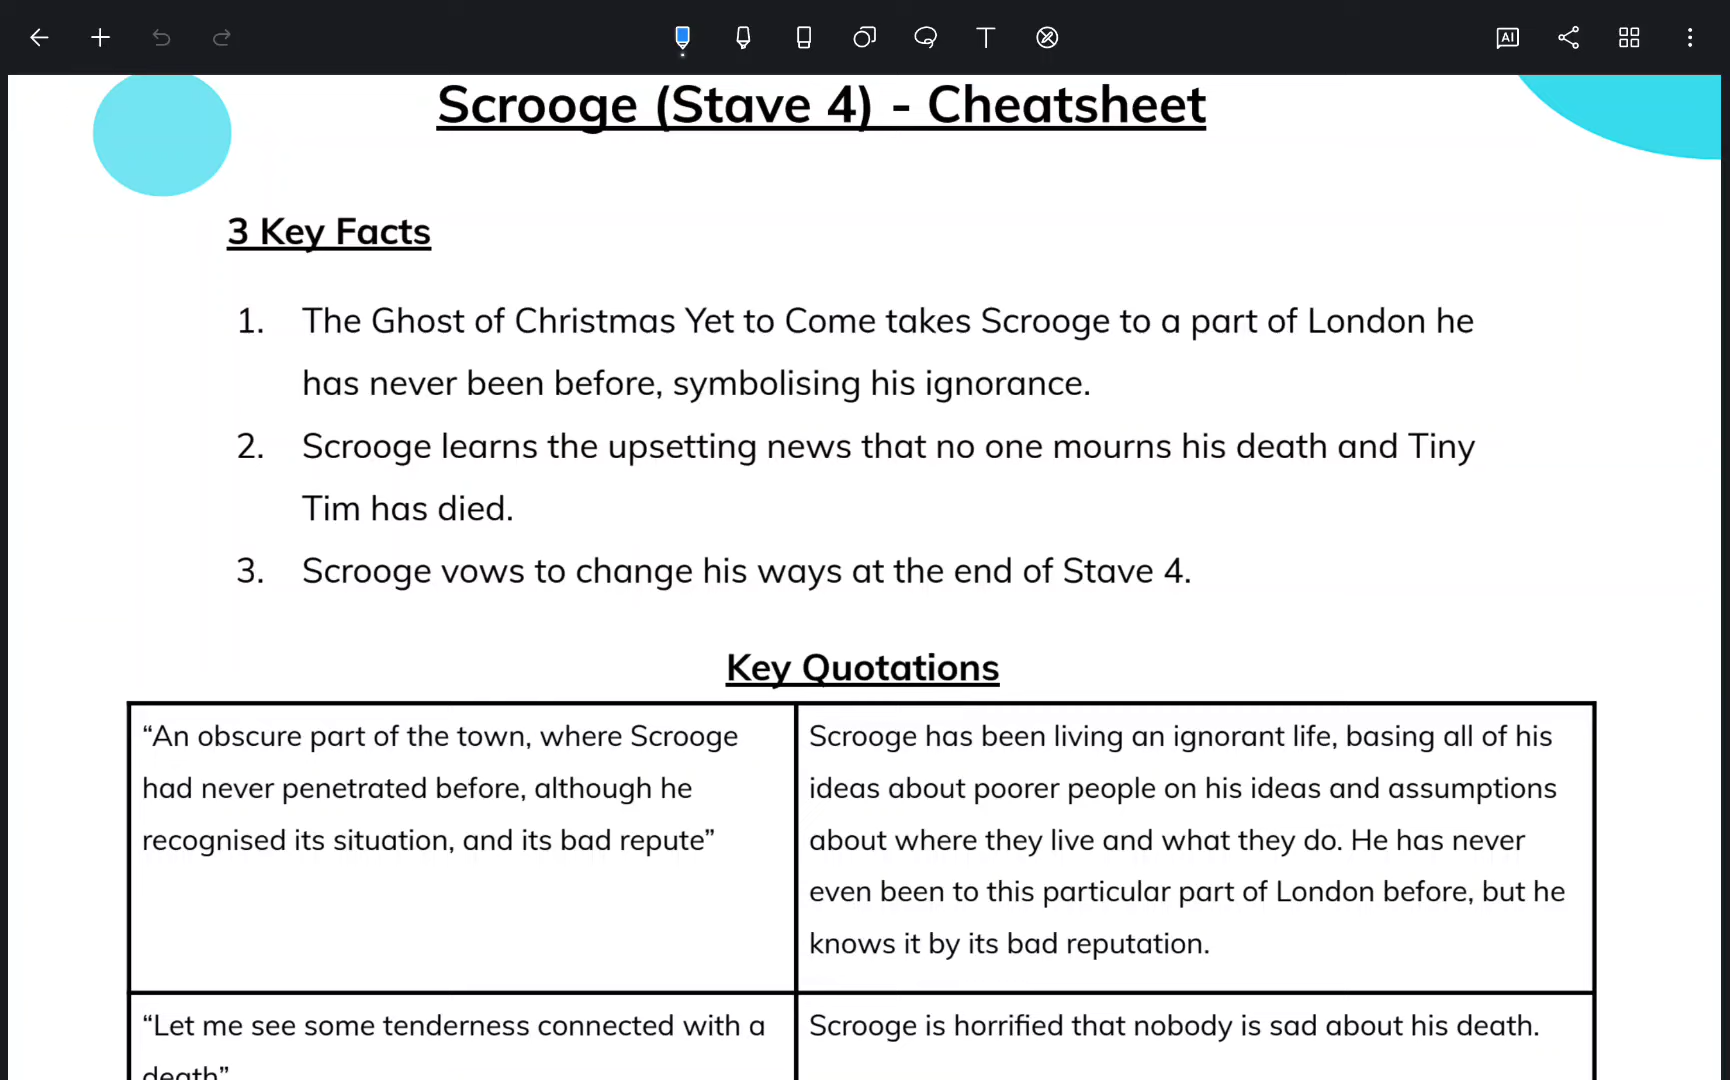 AI
Scrooge (Stave 4) - Cheatsheet
3 Key Facts
1. The Ghost of Christmas Yet to Come takes Scrooge to a part of London he
has never been before, symbolising his ignorance.
2. Scrooge learns the upsetting news that no one mourns his death and Tiny
Tim has died.
3. Scrooge vows to change his ways at the end of Stave 4.
Key Quotations
“An obscure part of the town, where Scrooge
had never penetrated before, although he
recognised its situation, and its bad repute”
Scrooge has been living an ignorant life, basing all of his
ideas about poorer people on his ideas and assumptions
about where they live and what they do. He has never
even been to this particular part of London before, but he
knows it by its bad reputation.
“Let me see some tenderness connected with a
death”
Scrooge is horrified that nobody is sad about his death.